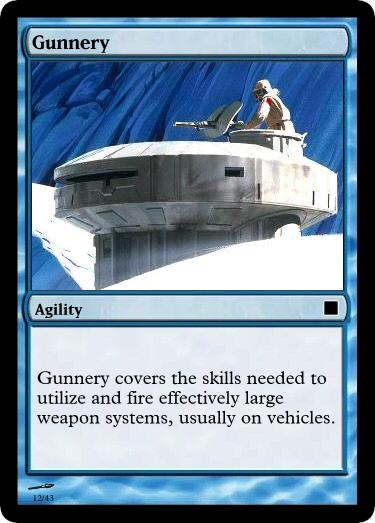 Gunnery
Agility
Gunnery covers the skills needed to
utilize and fire effectively large
weapon systems, usually on vehicles.
12/43